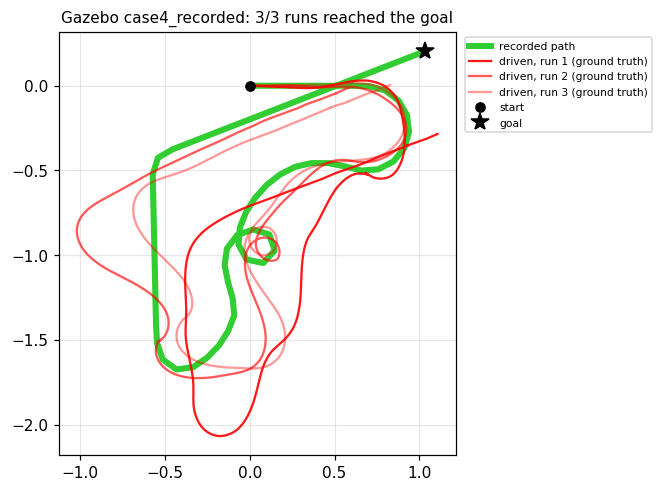 Gazebo case4_recorded: 3/3 runs reached the goal
recorded path
driven, run 1 (ground truth)
driven, run 2 (ground truth)
driven, run 3 (ground truth)
start
goal
0.0
−0.5
−1.0
−1.5
−2.0
−1.0 −0.5 0.0 0.5 1.0